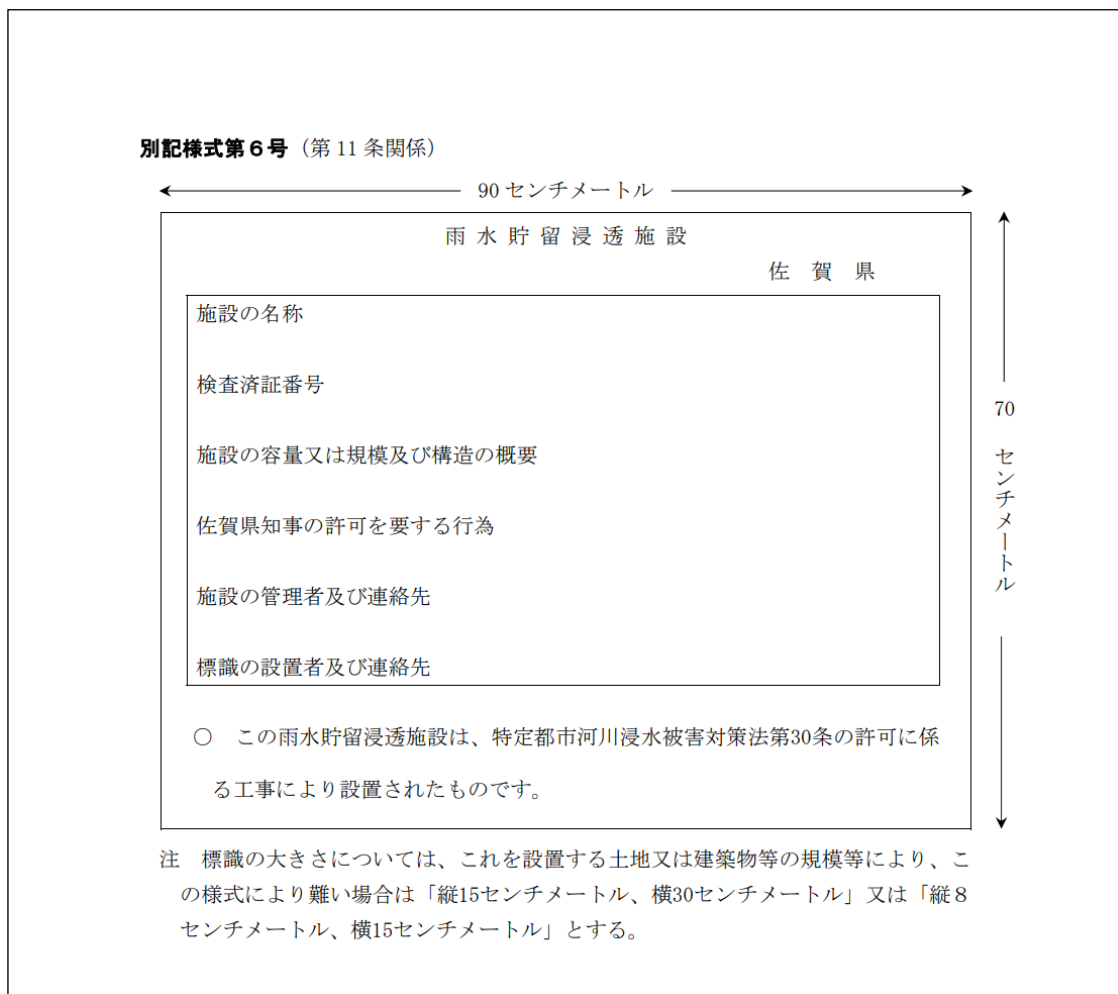 別記様式第6号（第 11 条関係）
90 センチメートル
雨水貯留浸透施設
佐賀県
施設の名称
検査済証番号
施設の容量又は規模及び構造の概要
佐賀県知事の許可を要する行為
施設の管理者及び連絡先
標識の設置者及び連絡先
70 センチメートル
○　この雨水貯留浸透施設は、特定都市河川浸水被害対策法第30条の許可に係
る工事により設置されたものです。
注　標識の大きさについては、これを設置する土地又は建築物等の規模等により、こ
の様式により難い場合は「縦15センチメートル、横30センチメートル」又は「縦８
センチメートル、横15センチメートル」とする。